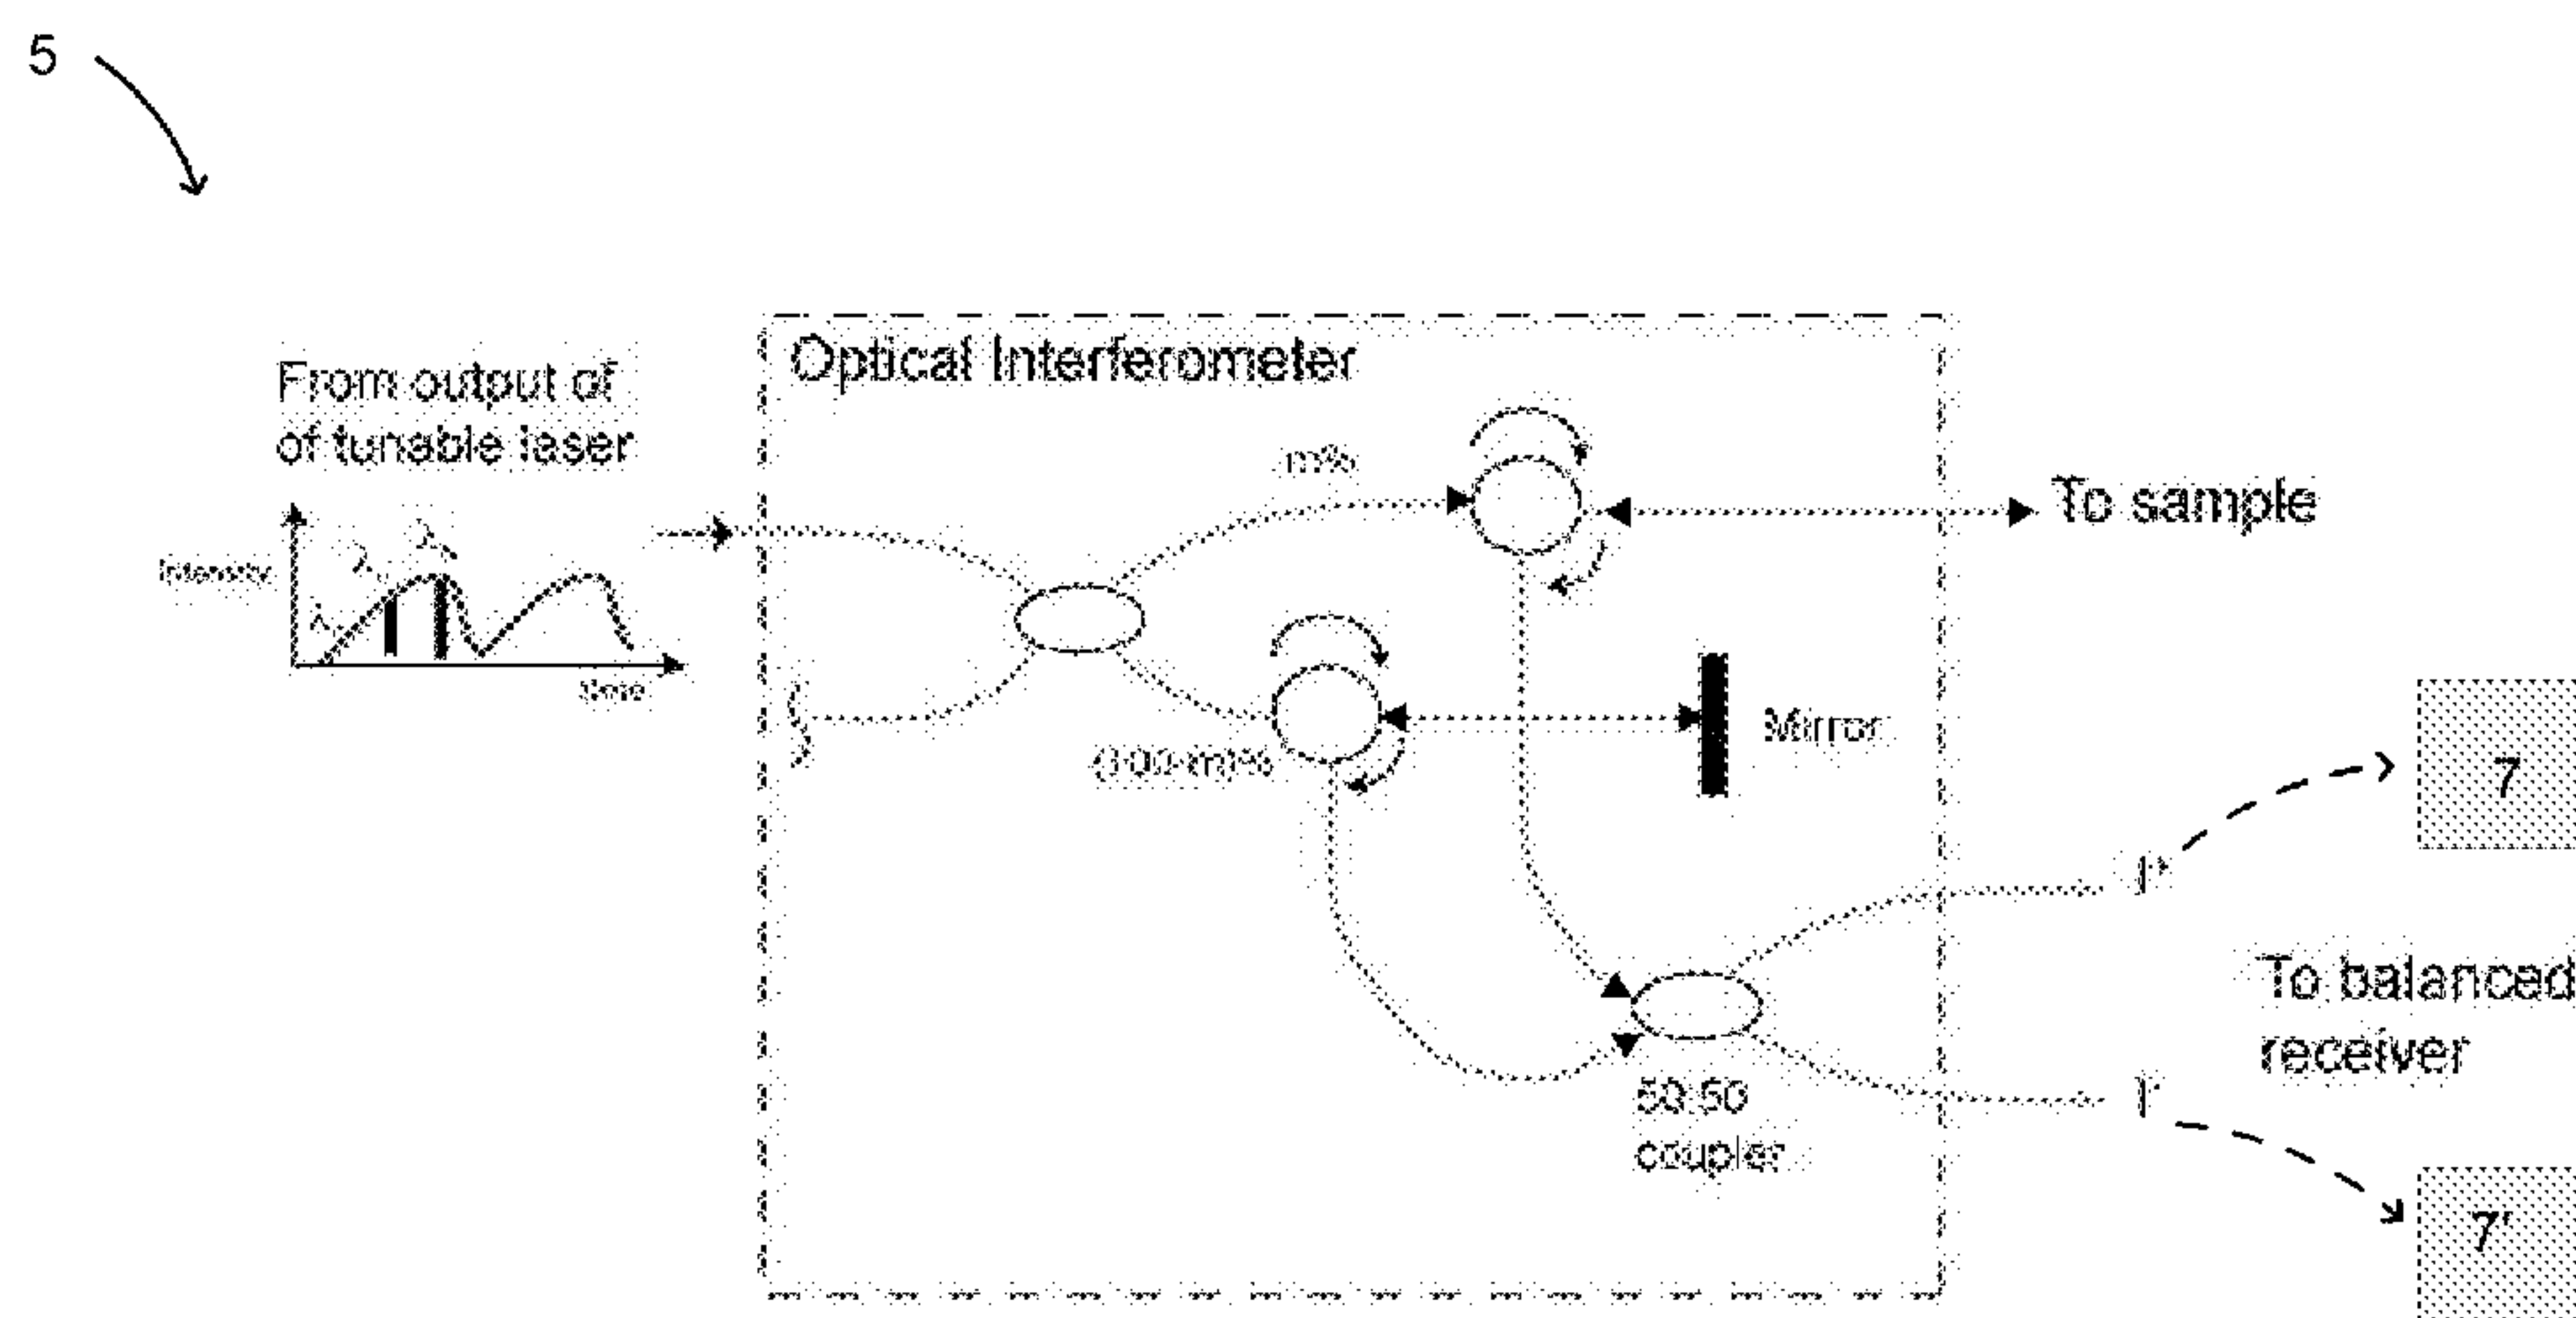 5
Optical Interferometer
From output of
of tunable laser
m%
To sample
Intensity
time
Mirror
(100-m)%
7
To balanced
receiver
50:50
coupler
7'